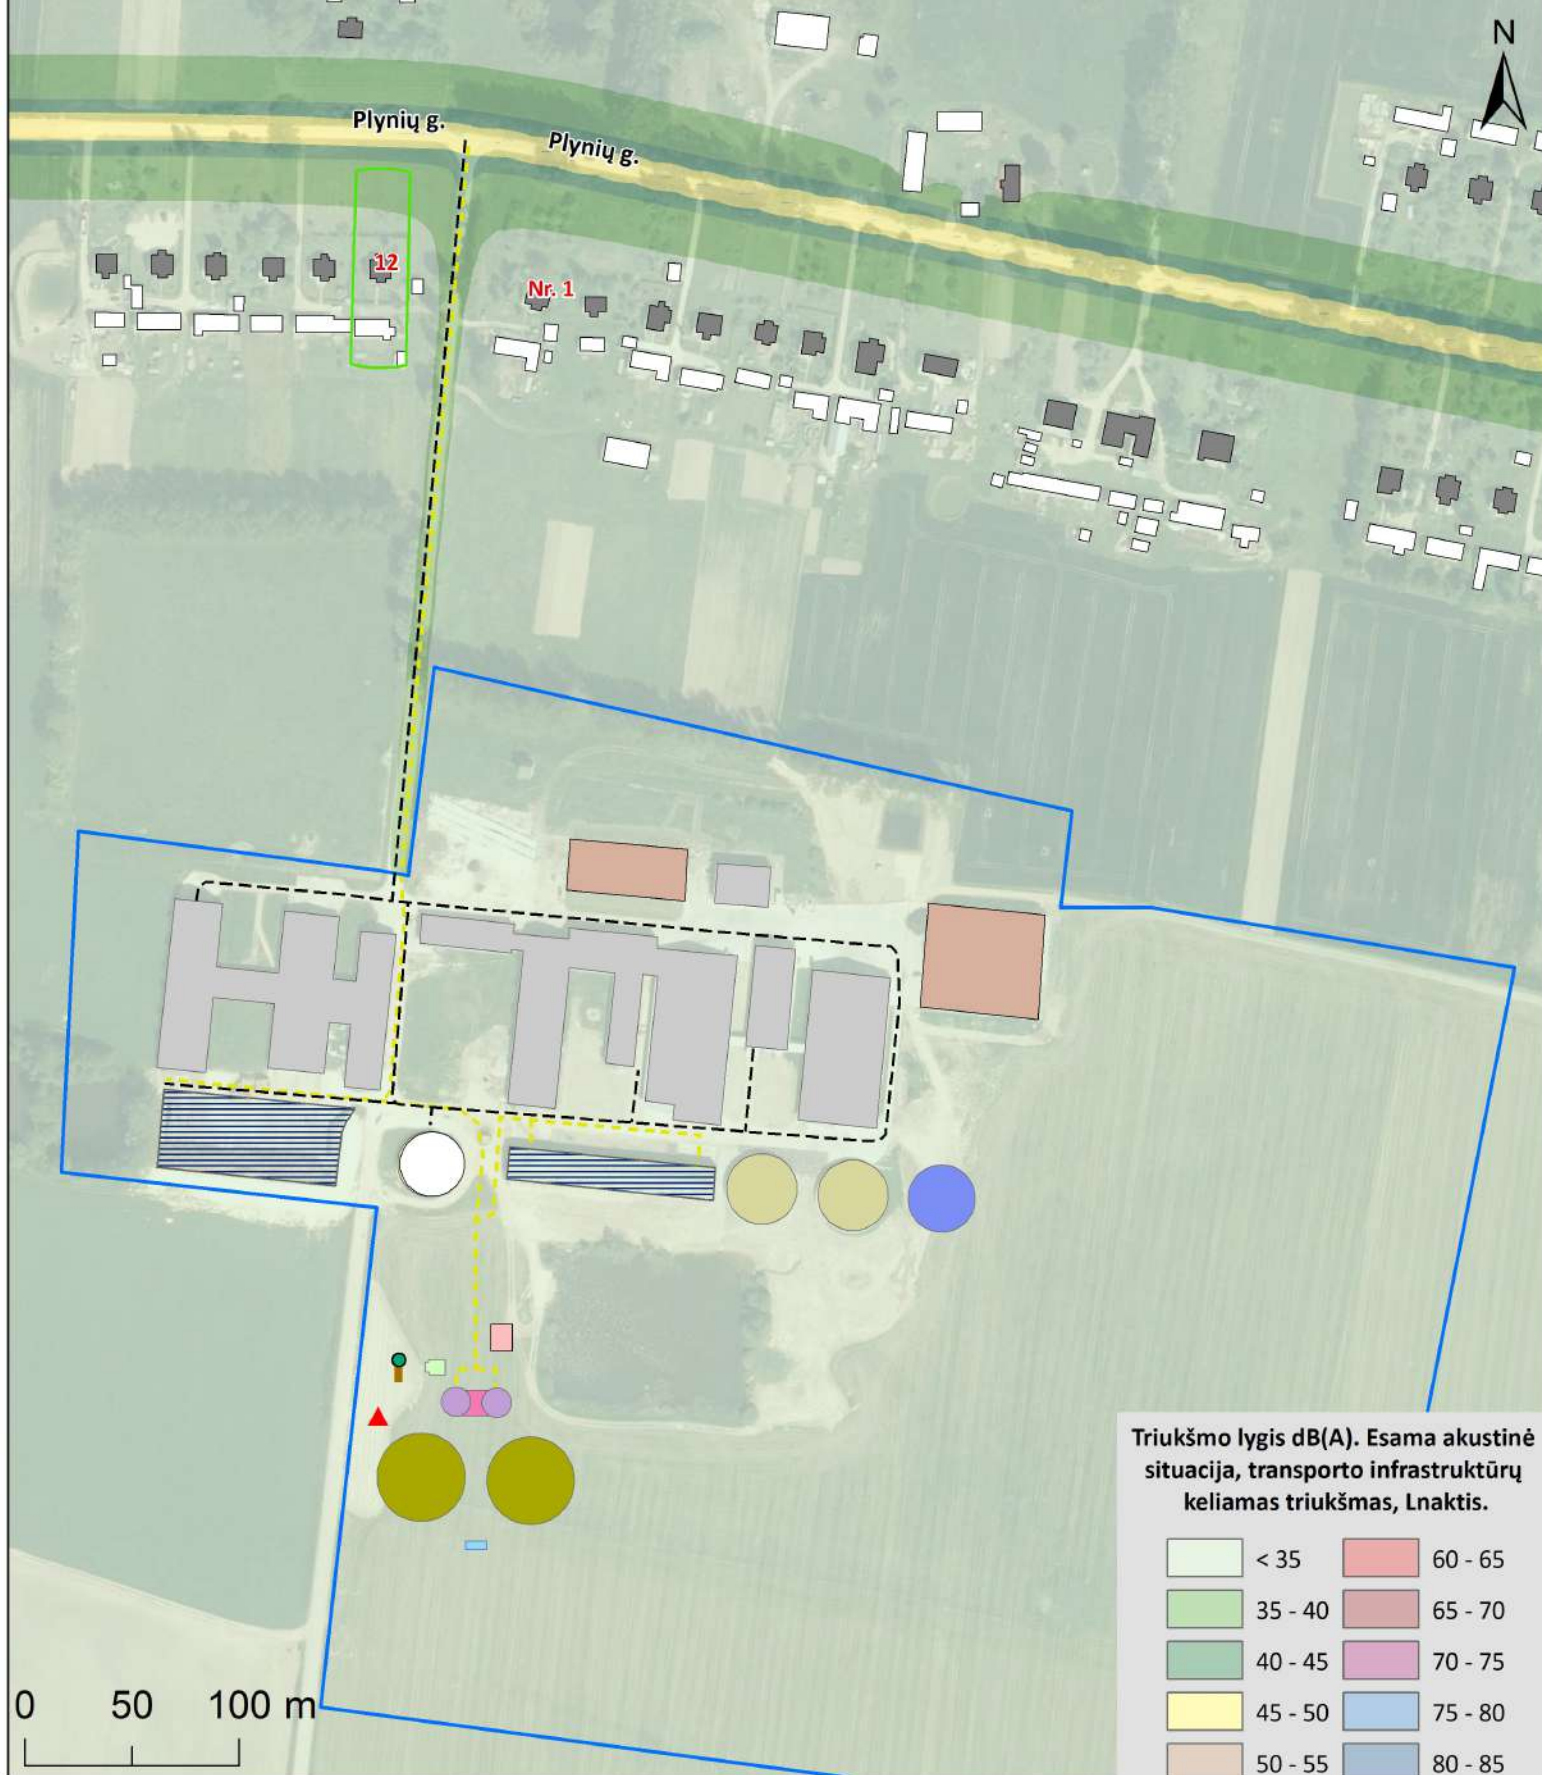 N
Plynių g.
Plynių g.
12
Nr. 1
Triukšmo lygis dB(A). Esama akustinė
situacija, transporto infrastruktūrų
keliamas triukšmas, Lnaktis.
< 35 60 - 65
35 - 40 65 - 70
40 - 45 70 - 75
45 - 50 75 - 80
50 - 55 80 - 85
0 50 100 m